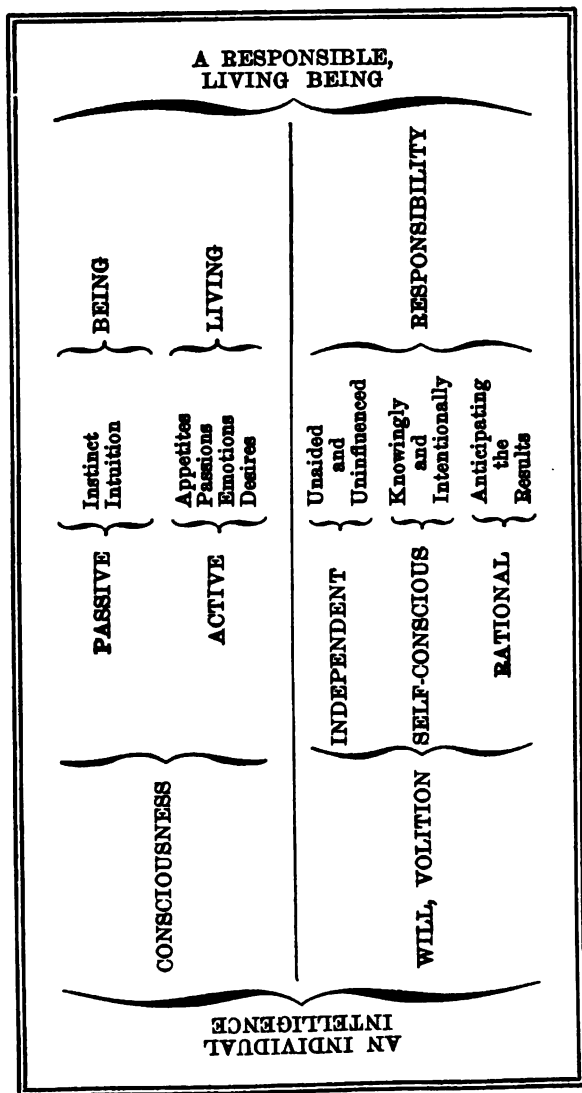 AN INDIVIDUAL
INTELLIGENCE
CONSCIOUSNESS
PASSIVE
Instinct
Intuition
BEING
ACTIVE
Appetites
Passions
Emotions
Desires
LIVING
WILL, VOLITION
INDEPENDENT
Unaided
and
Uninfluenced
SELF-CONSCIOUS
Knowingly
and
Intentionally
RATIONAL
Anticipating
the
Results
RESPONSIBILITY
A RESPONSIBLE,
LIVING BEING